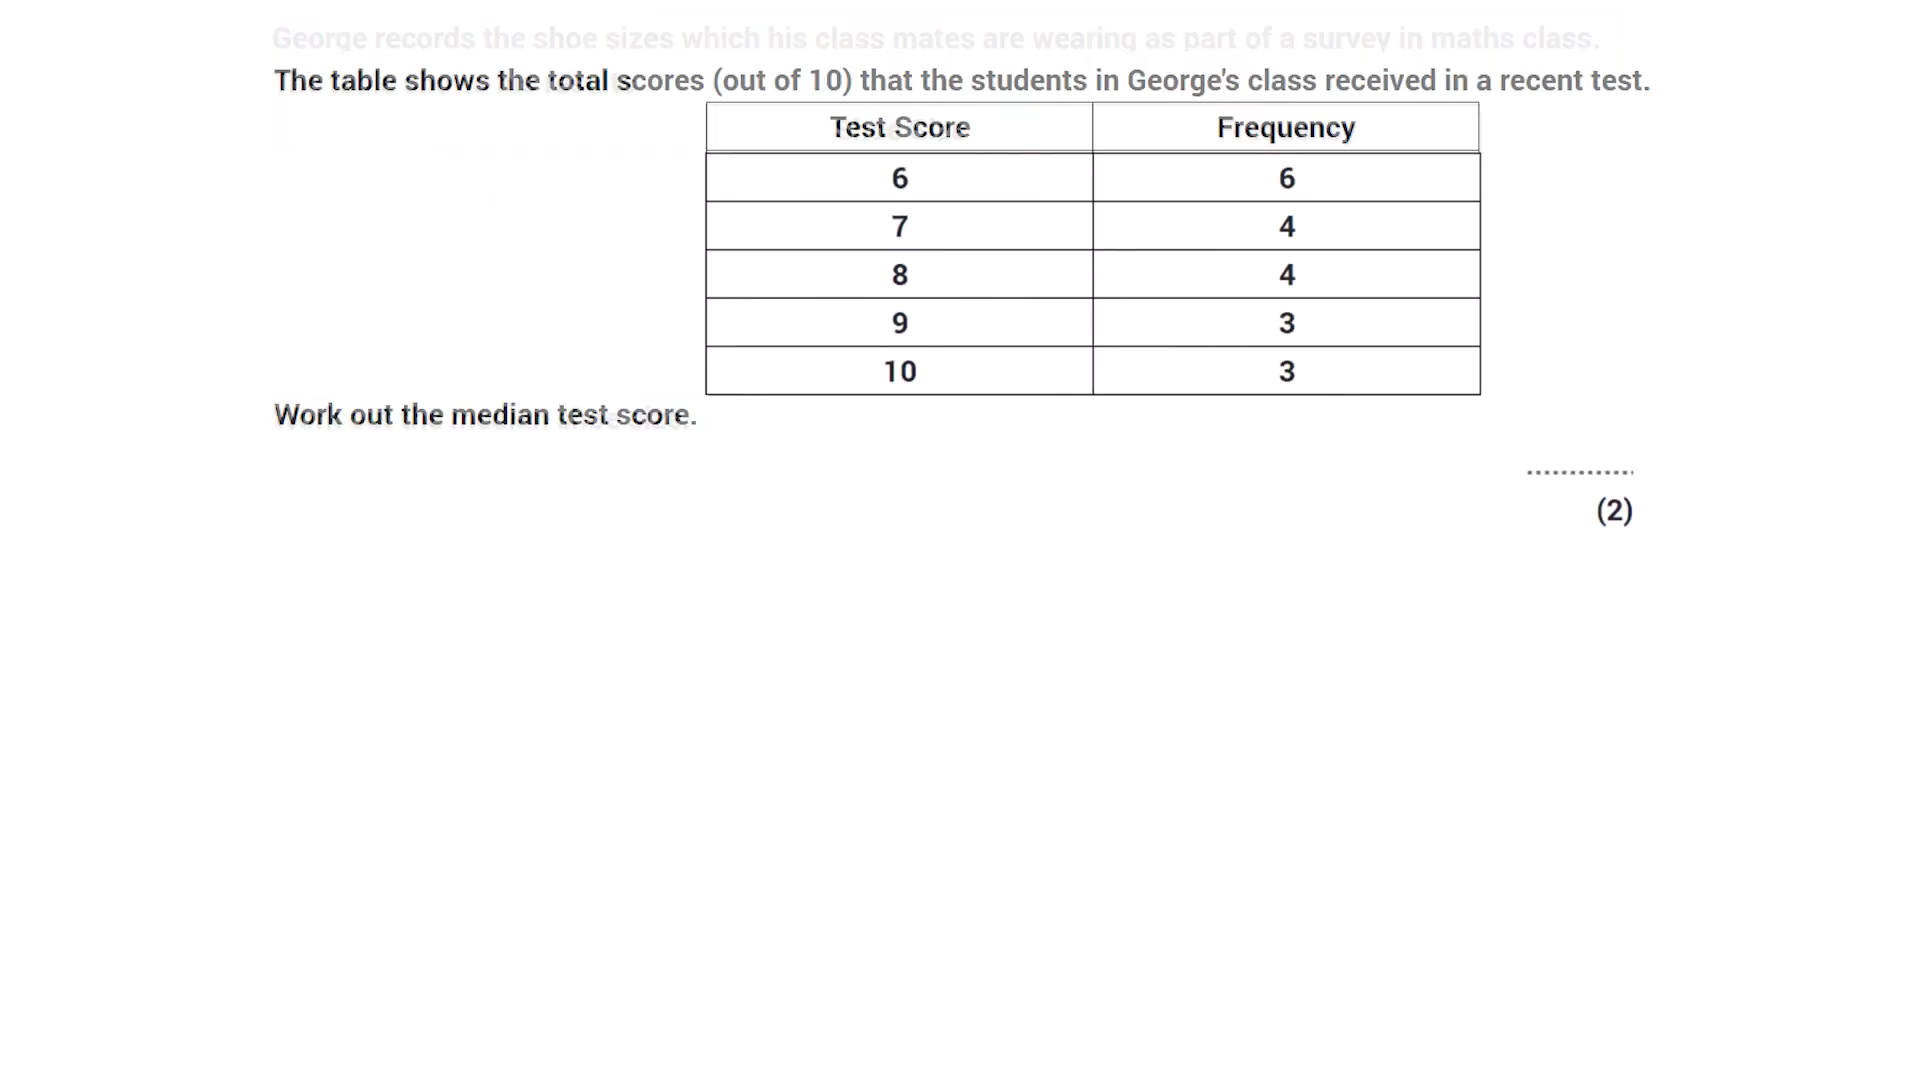 George records the shoe sizes which his class mates are wearing as part of a survey in maths class.
The table shows the total scores (out of 10) that the students in George's class received in a recent test.
Test Score Frequency
6 6
7 4
8 4
9 3
10 3
Work out the median test score.
.............
(2)